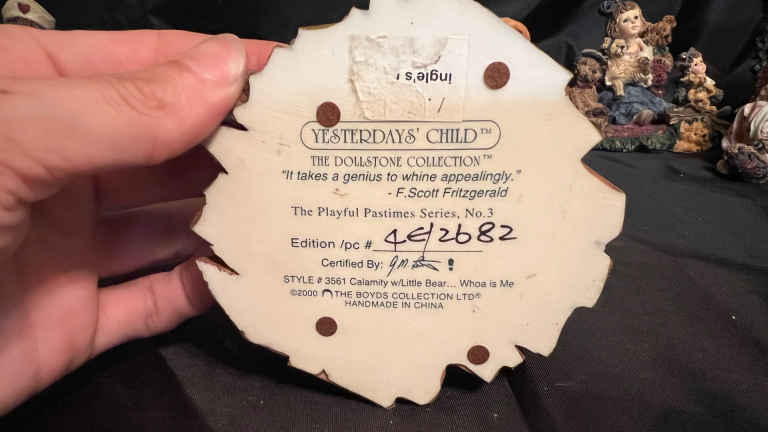 ingle's
YESTERDAYS' CHILD™
THE DOLLSTONE COLLECTION™
"It takes a genius to whine appealingly."
- F.Scott Fritzgerald
The Playful Pastimes Series, No.3
Edition /pc # 4E/2682
Certified By:
STYLE # 3561 Calamity w/Little Bear... Whoa is Me
©2000 THE BOYDS COLLECTION LTD®
HANDMADE IN CHINA